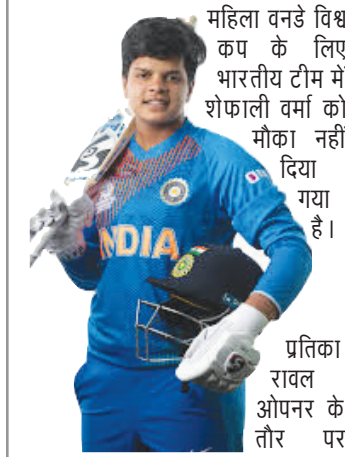 महिला वनडे विश्व
कप के लिए
भारतीय टीम में
शेफाली वर्मा को
मौका नहीं
दिया
गया
है।
INDIA
प्रतिका
रावल
ओपनर के
तौर पर